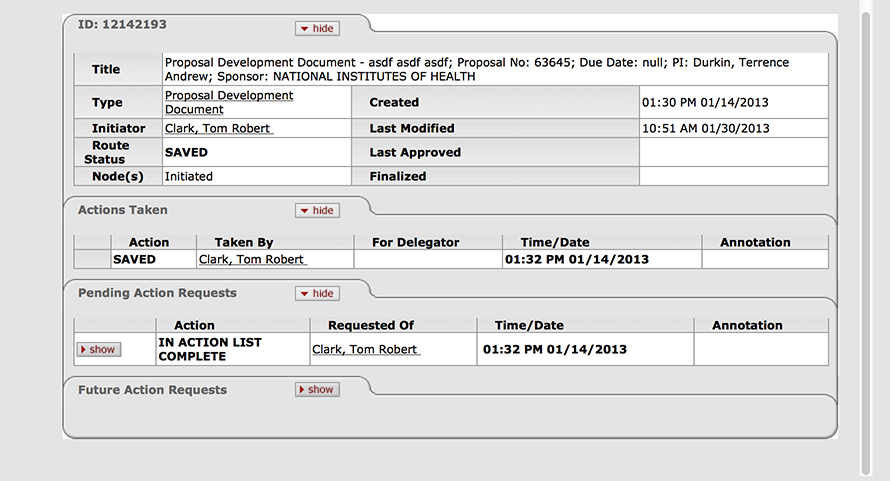 ID: 12142193 hide
Title Proposal Development Document - asdf asdf asdf; Proposal No: 63645; Due Date: null; PI: Durkin, Terrence
Andrew; Sponsor: NATIONAL INSTITUTES OF HEALTH
Type Proposal Development
Document Created 01:30 PM 01/14/2013
Initiator Clark, Tom Robert Last Modified 10:51 AM 01/30/2013
Route
Status SAVED Last Approved
Node(s) Initiated Finalized
Actions Taken hide
Action Taken By For Delegator Time/Date Annotation
SAVED Clark, Tom Robert 01:32 PM 01/14/2013
Pending Action Requests hide
Action Requested Of Time/Date Annotation
show IN ACTION LIST
COMPLETE Clark, Tom Robert 01:32 PM 01/14/2013
Future Action Requests show